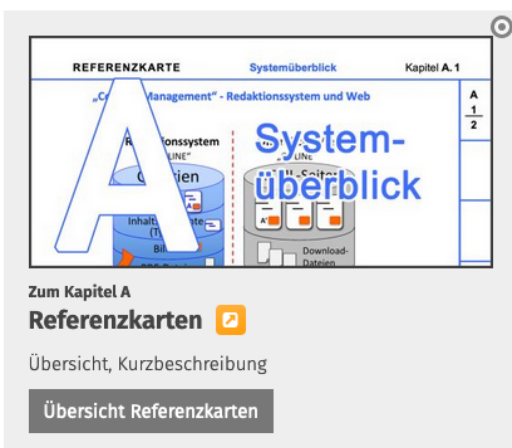 REFERENZKARTE Systemüberblick Kapitel A. 1
Management" - Redaktionssystem und Web
A
1
2
A
System-
überblick
Inhalt
Download-
Dateien
Zum Kapitel A
Referenzkarten
Übersicht, Kurzbeschreibung
Übersicht Referenzkarten